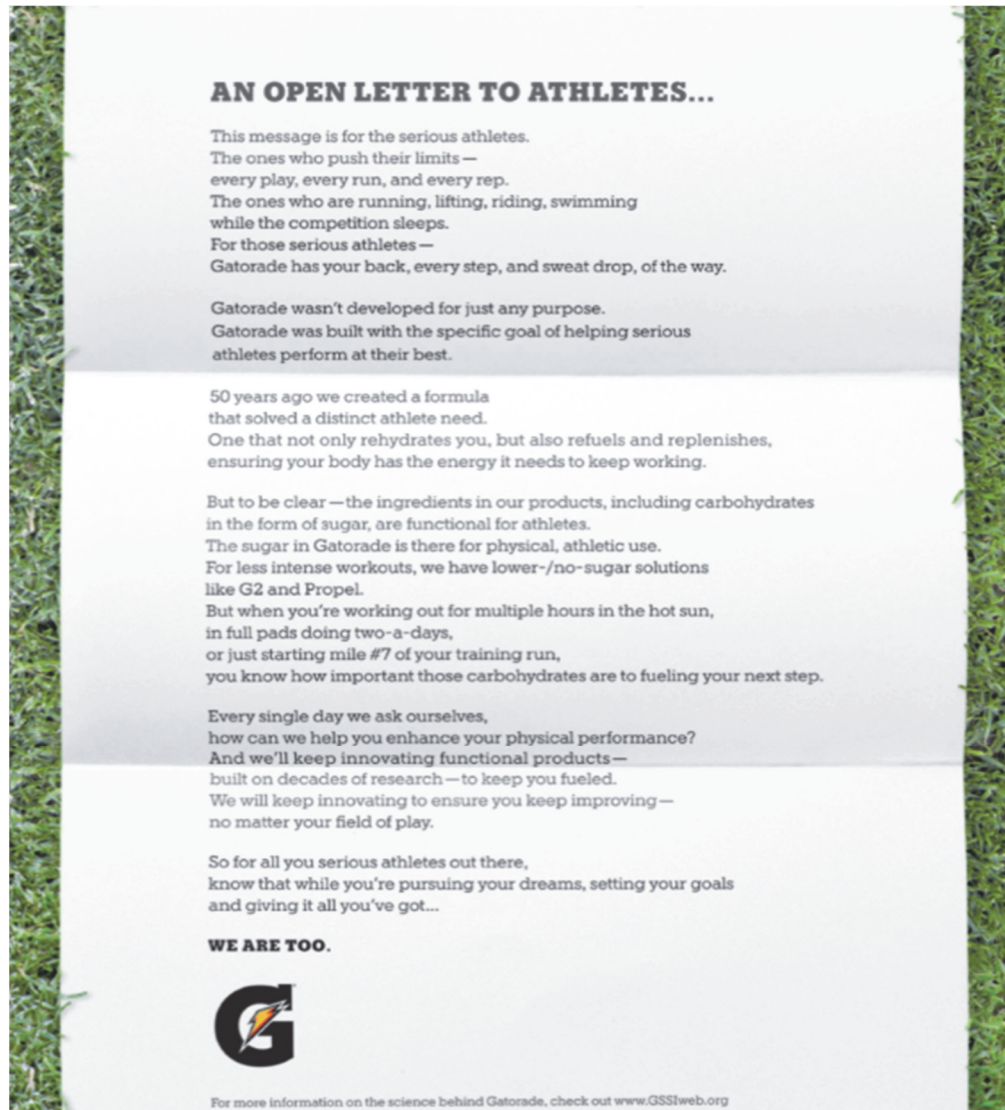 AN OPEN LETTER TO ATHLETES...
This message is for the serious athletes.
The ones who push their limits—
every play, every run, and every rep.
The ones who are running, lifting, riding, swimming
while the competition sleeps.
For those serious athletes—
Gatorade has your back, every step, and sweat drop, of the way.
Gatorade wasn't developed for just any purpose.
Gatorade was built with the specific goal of helping serious
athletes perform at their best.
50 years ago we created a formula
that solved a distinct athlete need.
One that not only rehydrates you, but also refuels and replenishes,
ensuring your body has the energy it needs to keep working.
But to be clear—the ingredients in our products, including carbohydrates
in the form of sugar, are functional for athletes.
The sugar in Gatorade is there for physical, athletic use.
For less intense workouts, we have lower-/no-sugar solutions
like G2 and Propel.
But when you're working out for multiple hours in the hot sun,
in full pads doing two-a-days,
or just starting mile #7 of your training run,
you know how important those carbohydrates are to fueling your next step.
Every single day we ask ourselves,
how can we help you enhance your physical performance?
And we'll keep innovating functional products—
built on decades of research—to keep you fueled.
We will keep innovating to ensure you keep improving—
no matter your field of play.
So for all you serious athletes out there,
know that while you're pursuing your dreams, setting your goals
and giving it all you've got...
WE ARE TOO.
G
For more information on the science behind Gatorade, check out www.GSSIweb.org